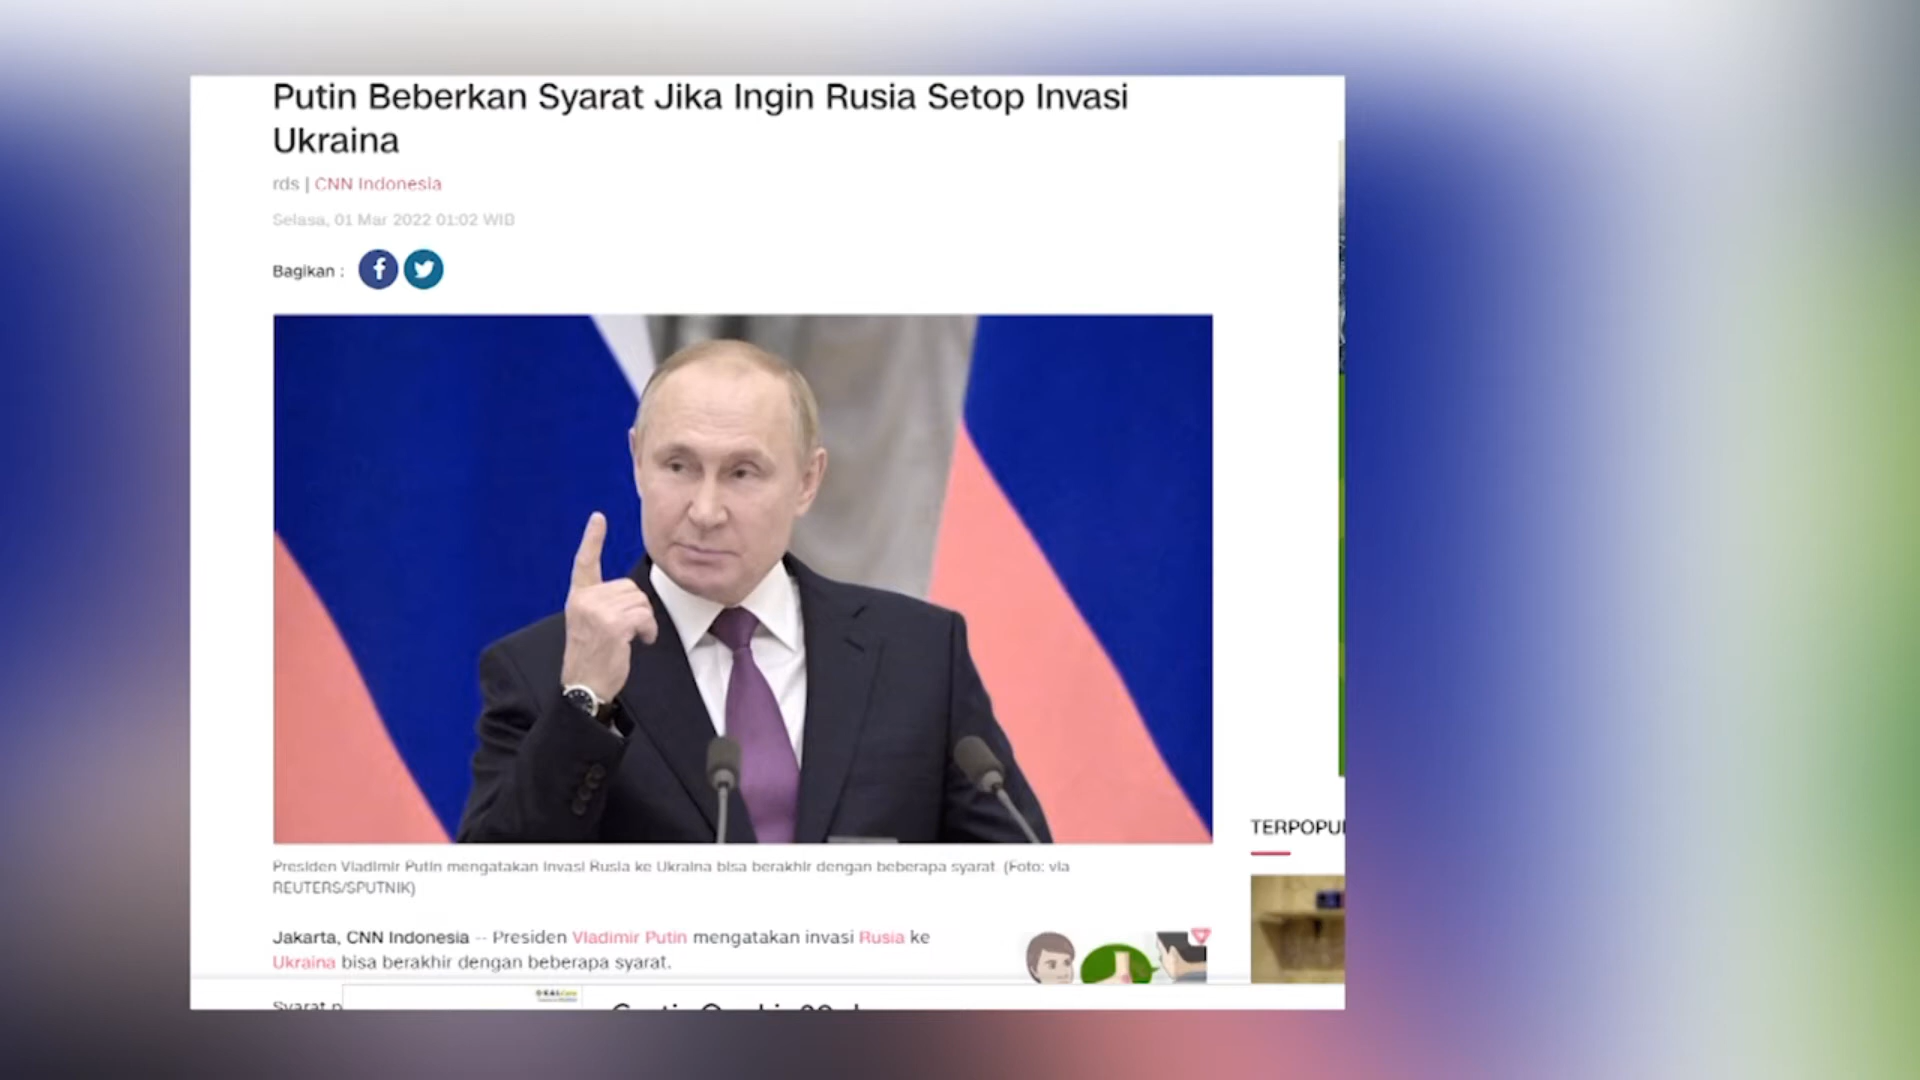 Putin Beberkan Syarat Jika Ingin Rusia Setop Invasi
Ukraina
rds | CNN Indonesia
Selasa, 01 Mar 2022 01:02 WIB
Bagikan :
Presiden Vladimir Putin mengatakan invasi Rusia ke Ukraina bisa berakhir dengan beberapa syarat. (Foto: via
REUTERS/SPUTNIK)
TERPOPU
Jakarta, CNN Indonesia -- Presiden Vladimir Putin mengatakan invasi Rusia ke
Ukraina bisa berakhir dengan beberapa syarat.
Syarat